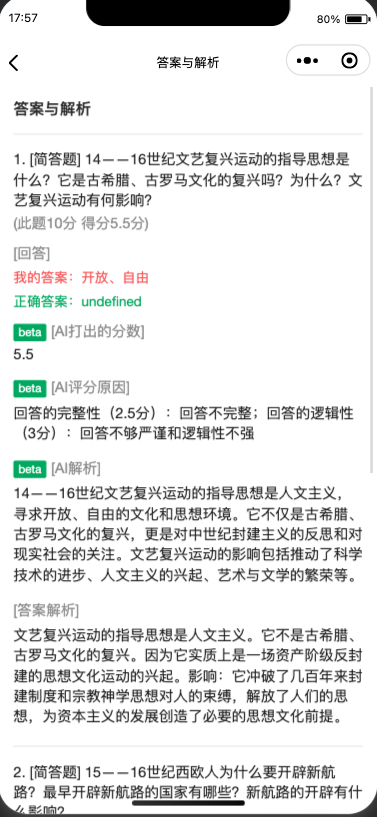 17:57
80%
答案与解析
答案与解析
1. [简答题] 14——16世纪文艺复兴运动的指导思想是
什么？它是古希腊、古罗马文化的复兴吗？为什么？文
艺复兴运动有何影响？
(此题10分 得分5.5分)
[回答]
我的答案：开放、自由
正确答案：undefined
beta [AI打出的分数]
5.5
beta [AI评分原因]
回答的完整性（2.5分）：回答不完整；回答的逻辑性
（3分）：回答不够严谨和逻辑性不强
beta [AI解析]
14——16世纪文艺复兴运动的指导思想是人文主义，
寻求开放、自由的文化和思想环境。它不仅是古希腊、
古罗马文化的复兴，更是对中世纪封建主义的反思和对
现实社会的关注。文艺复兴运动的影响包括推动了科学
技术的进步、人文主义的兴起、艺术与文学的繁荣等。
[答案解析]
文艺复兴运动的指导思想是人文主义。它不是古希腊、
古罗马文化的复兴。因为它实质上是一场资产阶级反封
建的思想文化运动的兴起。影响：它冲破了几百年来封
建制度和宗教神学思想对人的束缚，解放了人们的思
想，为资本主义的发展创造了必要的思想文化前提。
2. [简答题] 15——16世纪西欧人为什么要开辟新航
路？最早开辟新航路的国家有哪些？新航路的开辟有什
么影响？